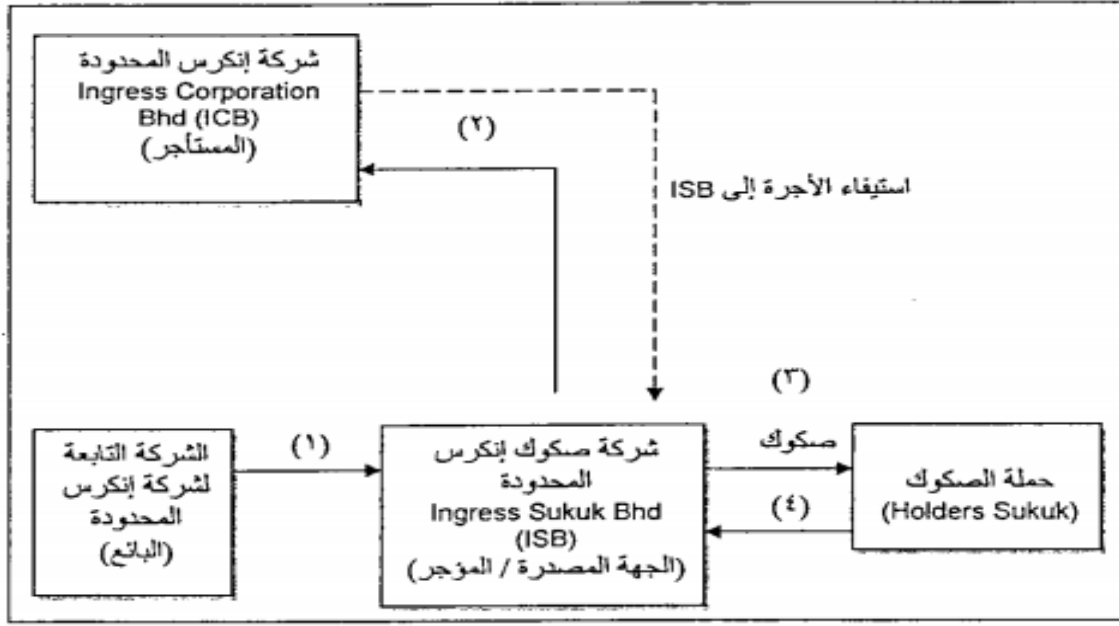 شركة إنكرس المحدودة
Ingress Corporation
Bhd (ICB)
(المستأجر)
(٢)
استيفاء الأجرة إلى ISB
الشركة التابعة
لشركة إنكرس
المحدودة
(البائع)
(١)
شركة صكوك إنكرس
المحدودة
Ingress Sukuk Bhd
(ISB)
(الجهة المصدرة / المؤجر)
(٣)
صكوك
(٤)
حملة الصكوك
(Holders Sukuk)